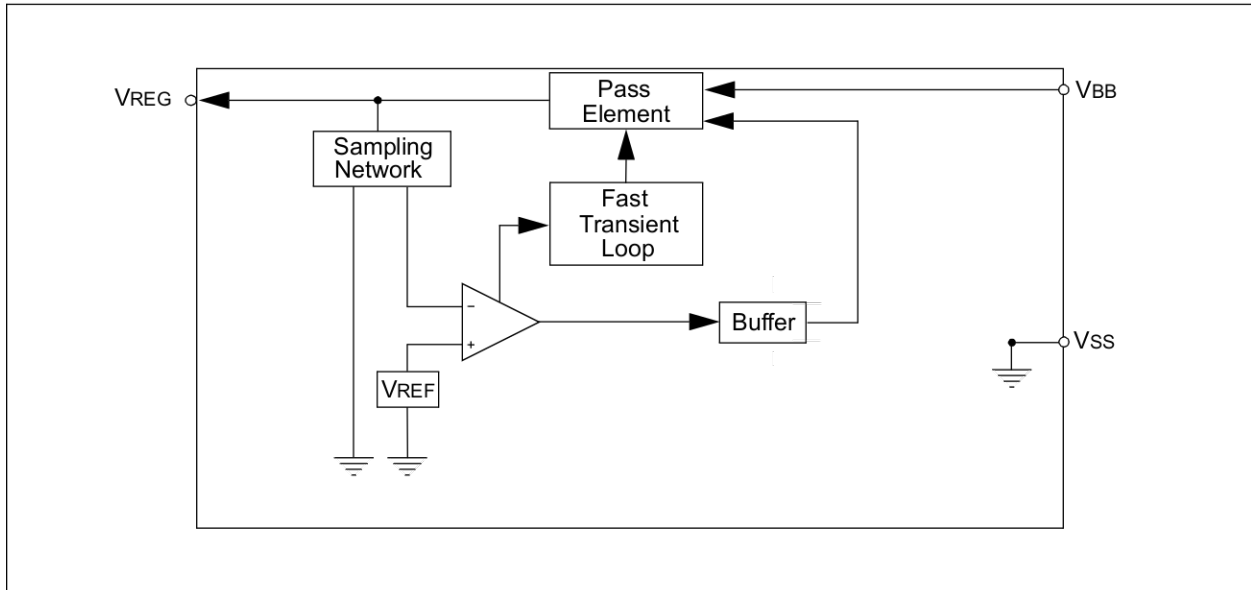 VREG
Pass
Element
VBB
Sampling
Network
Fast
Transient
Loop
−
+
Buffer
VSS
VREF